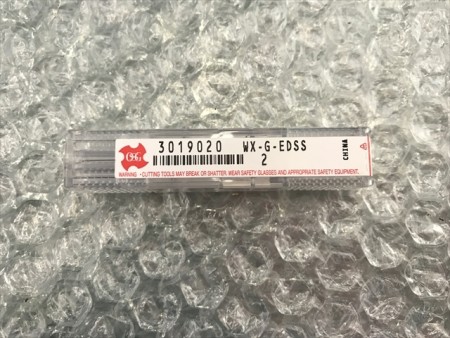 OSG
3019020 WX-G-EDSS
2
CHINA
WARNING • CUTTING TOOLS MAY BREAK OR SHATTER. WEAR SAFETY GLASSES AND APPROPRIATE SAFETY EQUIPMENT.